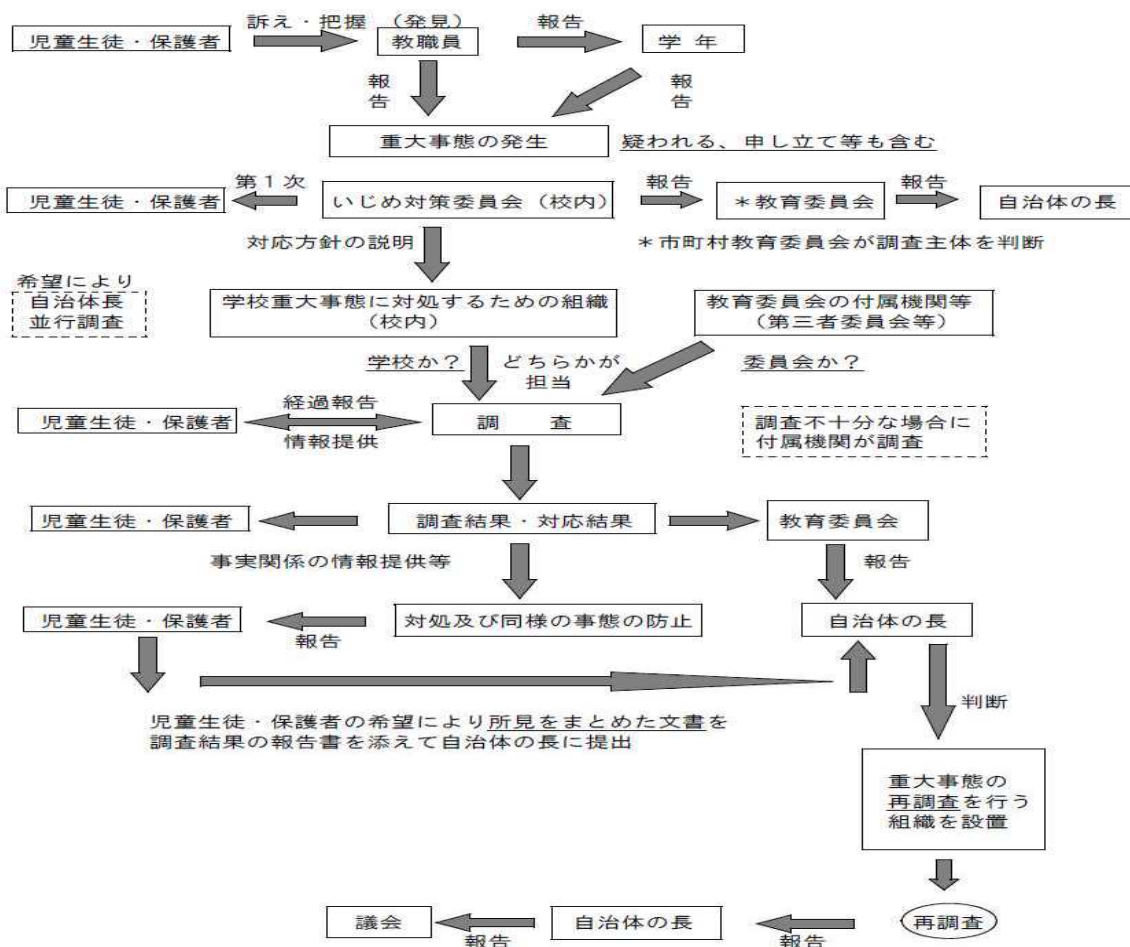 訴え・把握（発見）
報告
児童生徒・保護者
教職員
学 年
報告
報告
重大事態の発生
疑われる、申し立て等も含む
第１次
報告
報告
児童生徒・保護者
いじめ対策委員会（校内）
＊教育委員会
自治体の長
対応方針の説明
＊市町村教育委員会が調査主体を判断
希望により
自治体長
並行調査
学校重大事態に対処するための組織
（校内）
教育委員会の付属機関等
（第三者委員会等）
学校か？
どちらかが
担当
委員会か？
経過報告
児童生徒・保護者
調　　査
情報提供
調査不十分な場合に
付属機関が調査
児童生徒・保護者
調査結果・対応結果
教育委員会
事実関係の情報提供等
報告
児童生徒・保護者
対処及び同様の事態の防止
自治体の長
報告
判断
児童生徒・保護者の希望により所見をまとめた文書を
調査結果の報告書を添えて自治体の長に提出
重大事態の
再調査を行う
組織を設置
議会
自治体の長
再調査
報告
報告